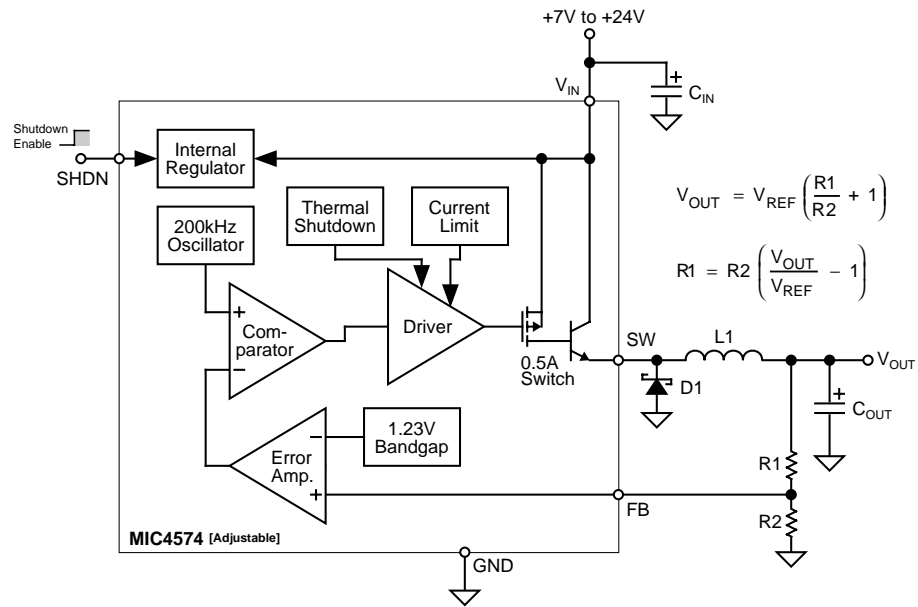 +7V to +24V
VIN
CIN
Shutdown
Enable
SHDN
Internal
Regulator
200kHz
Oscillator
Thermal
Shutdown
Current
Limit
VOUT = VREF (R1/R2 + 1)
R1 = R2 (VOUT/VREF − 1)
+
Com-
parator
−
Driver
0.5A
Switch
SW
L1
VOUT
D1
+
COUT
1.23V
Bandgap
−
Error
Amp.
+
R1
FB
R2
MIC4574 [Adjustable]
GND
+